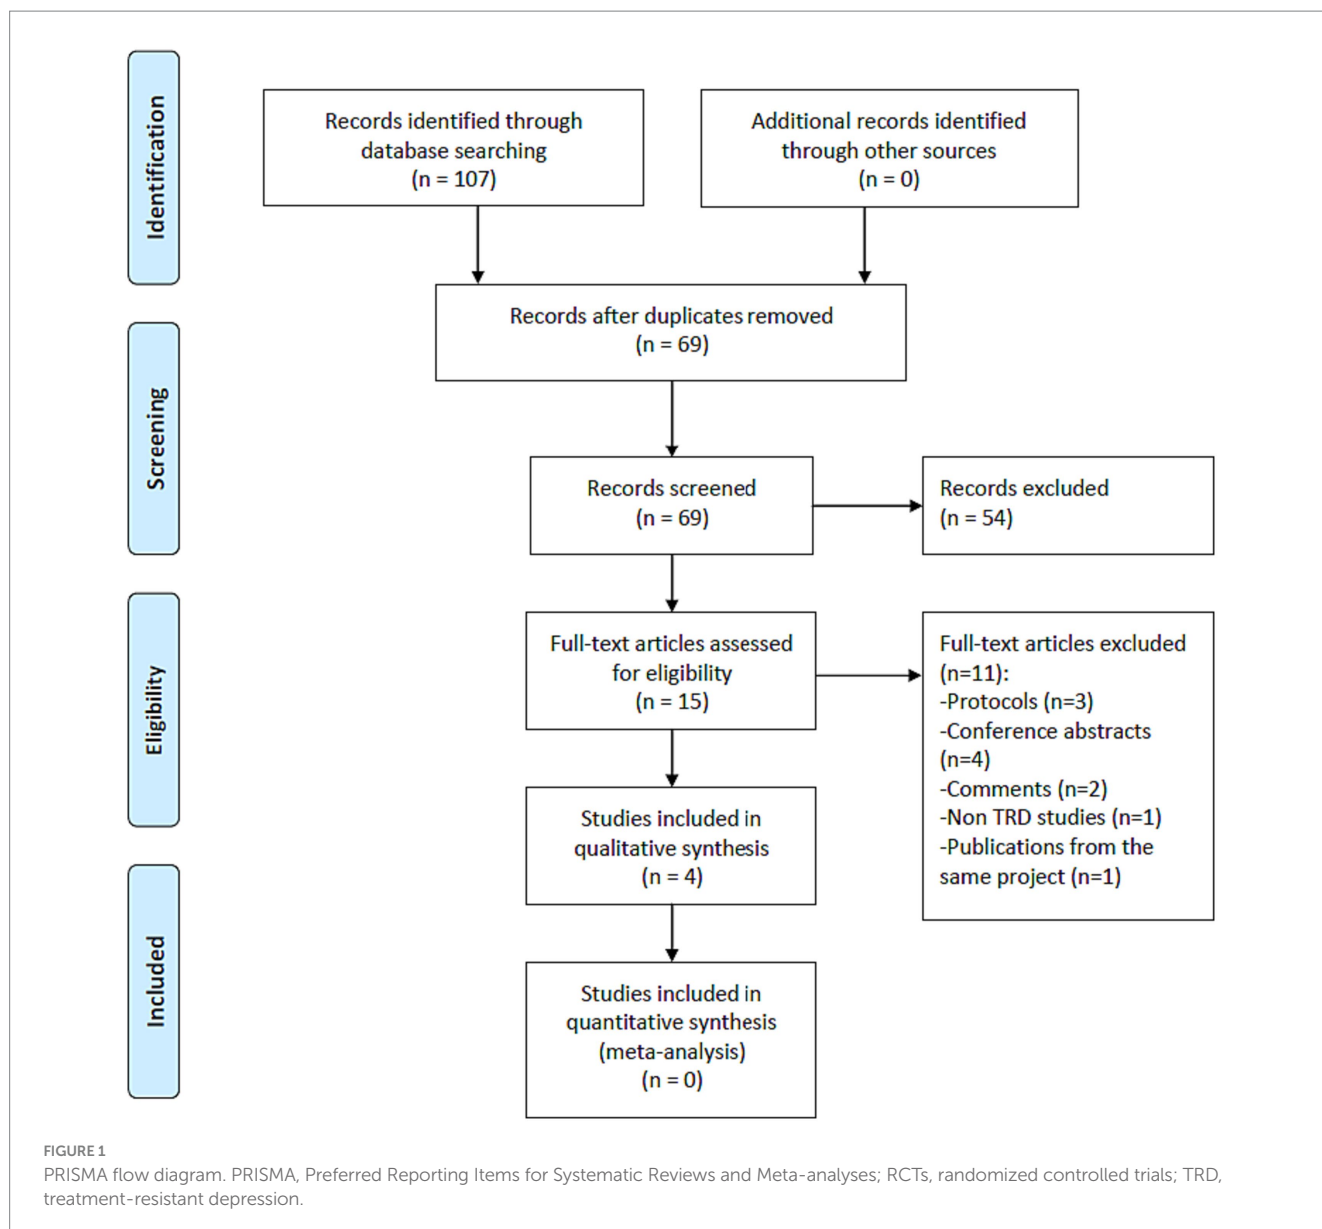 Identification
Records identified through
database searching
(n = 107)
Additional records identified
through other sources
(n = 0)
Records after duplicates removed
(n = 69)
Screening
Records screened
(n = 69)
Records excluded
(n = 54)
Eligibility
Full-text articles assessed
for eligibility
(n = 15)
Full-text articles excluded
(n=11):
-Protocols (n=3)
-Conference abstracts
(n=4)
-Comments (n=2)
-Non TRD studies (n=1)
-Publications from the
same project (n=1)
Studies included in
qualitative synthesis
(n = 4)
Included
Studies included in
quantitative synthesis
(meta-analysis)
(n = 0)
FIGURE 1
PRISMA flow diagram. PRISMA, Preferred Reporting Items for Systematic Reviews and Meta-analyses; RCTs, randomized controlled trials; TRD,
treatment-resistant depression.